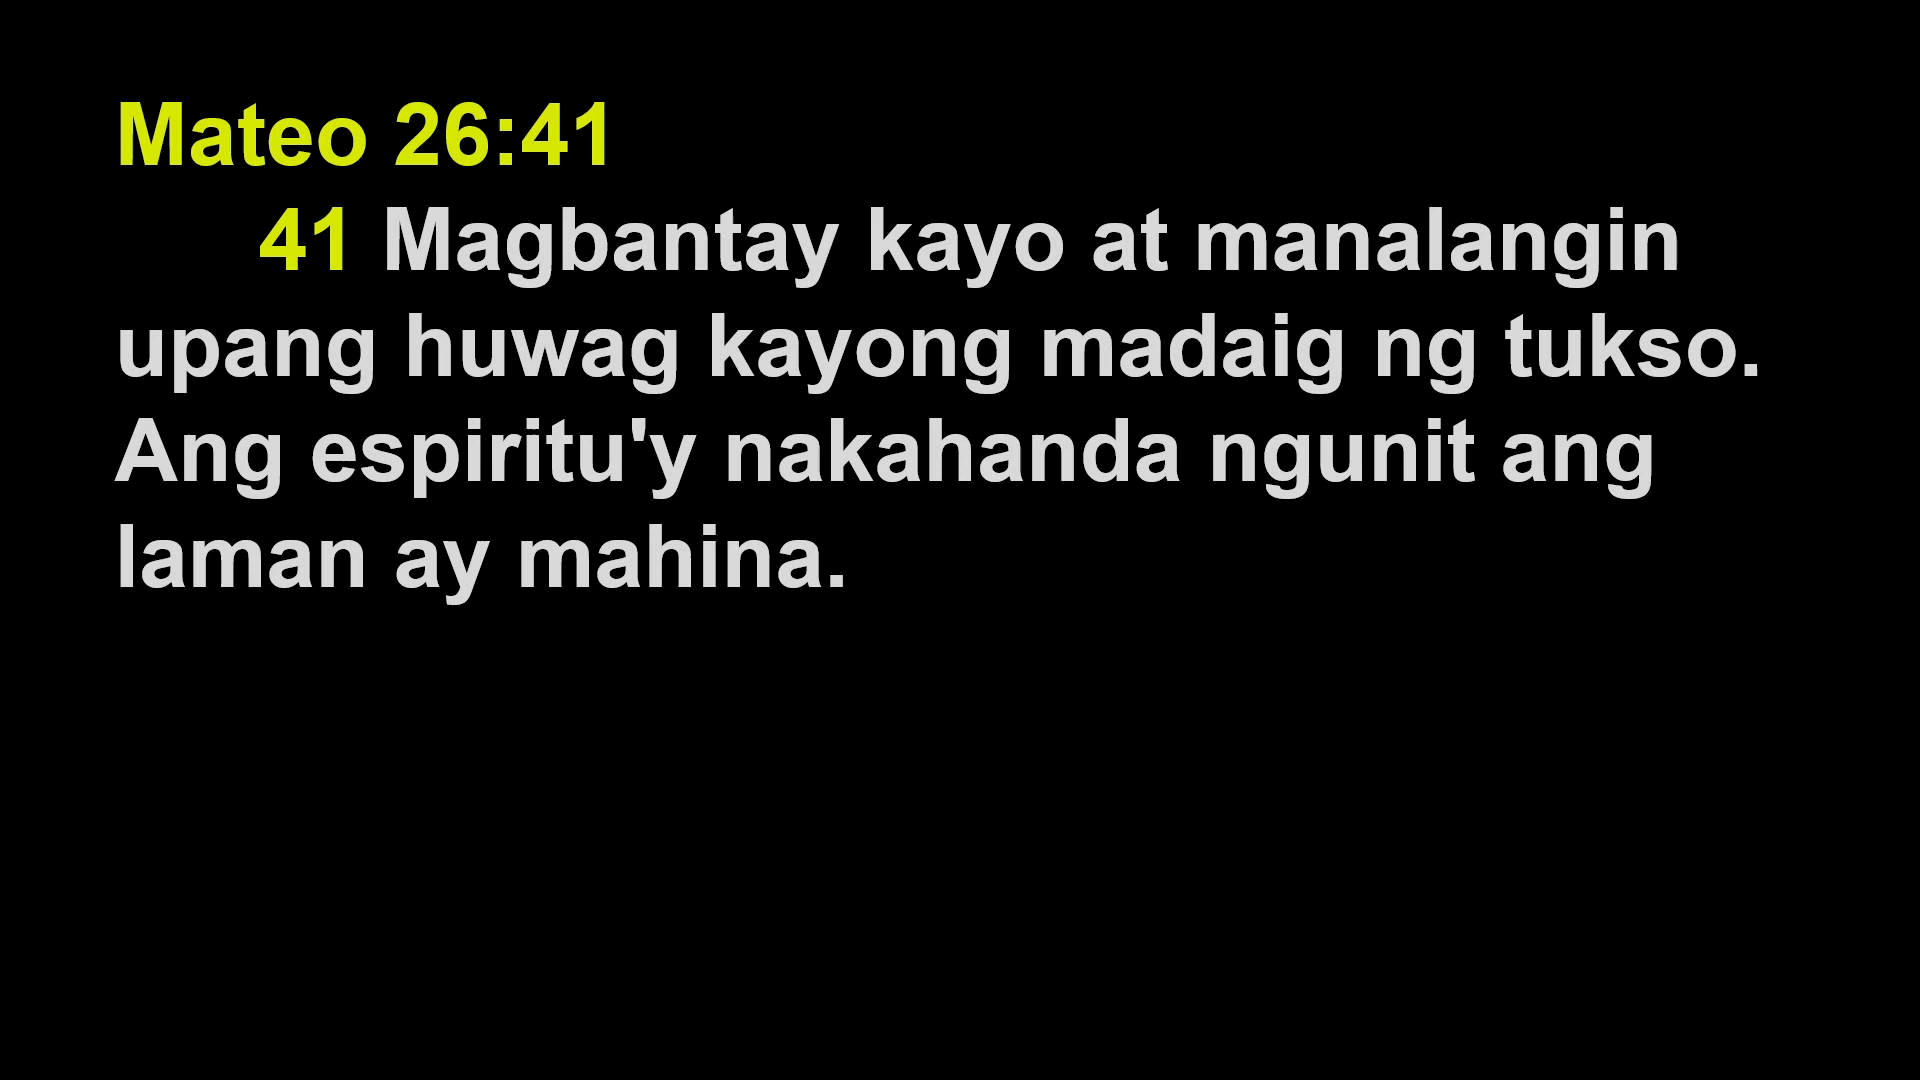 Mateo 26:41
41 Magbantay kayo at manalangin
upang huwag kayong madaig ng tukso.
Ang espiritu'y nakahanda ngunit ang
laman ay mahina.